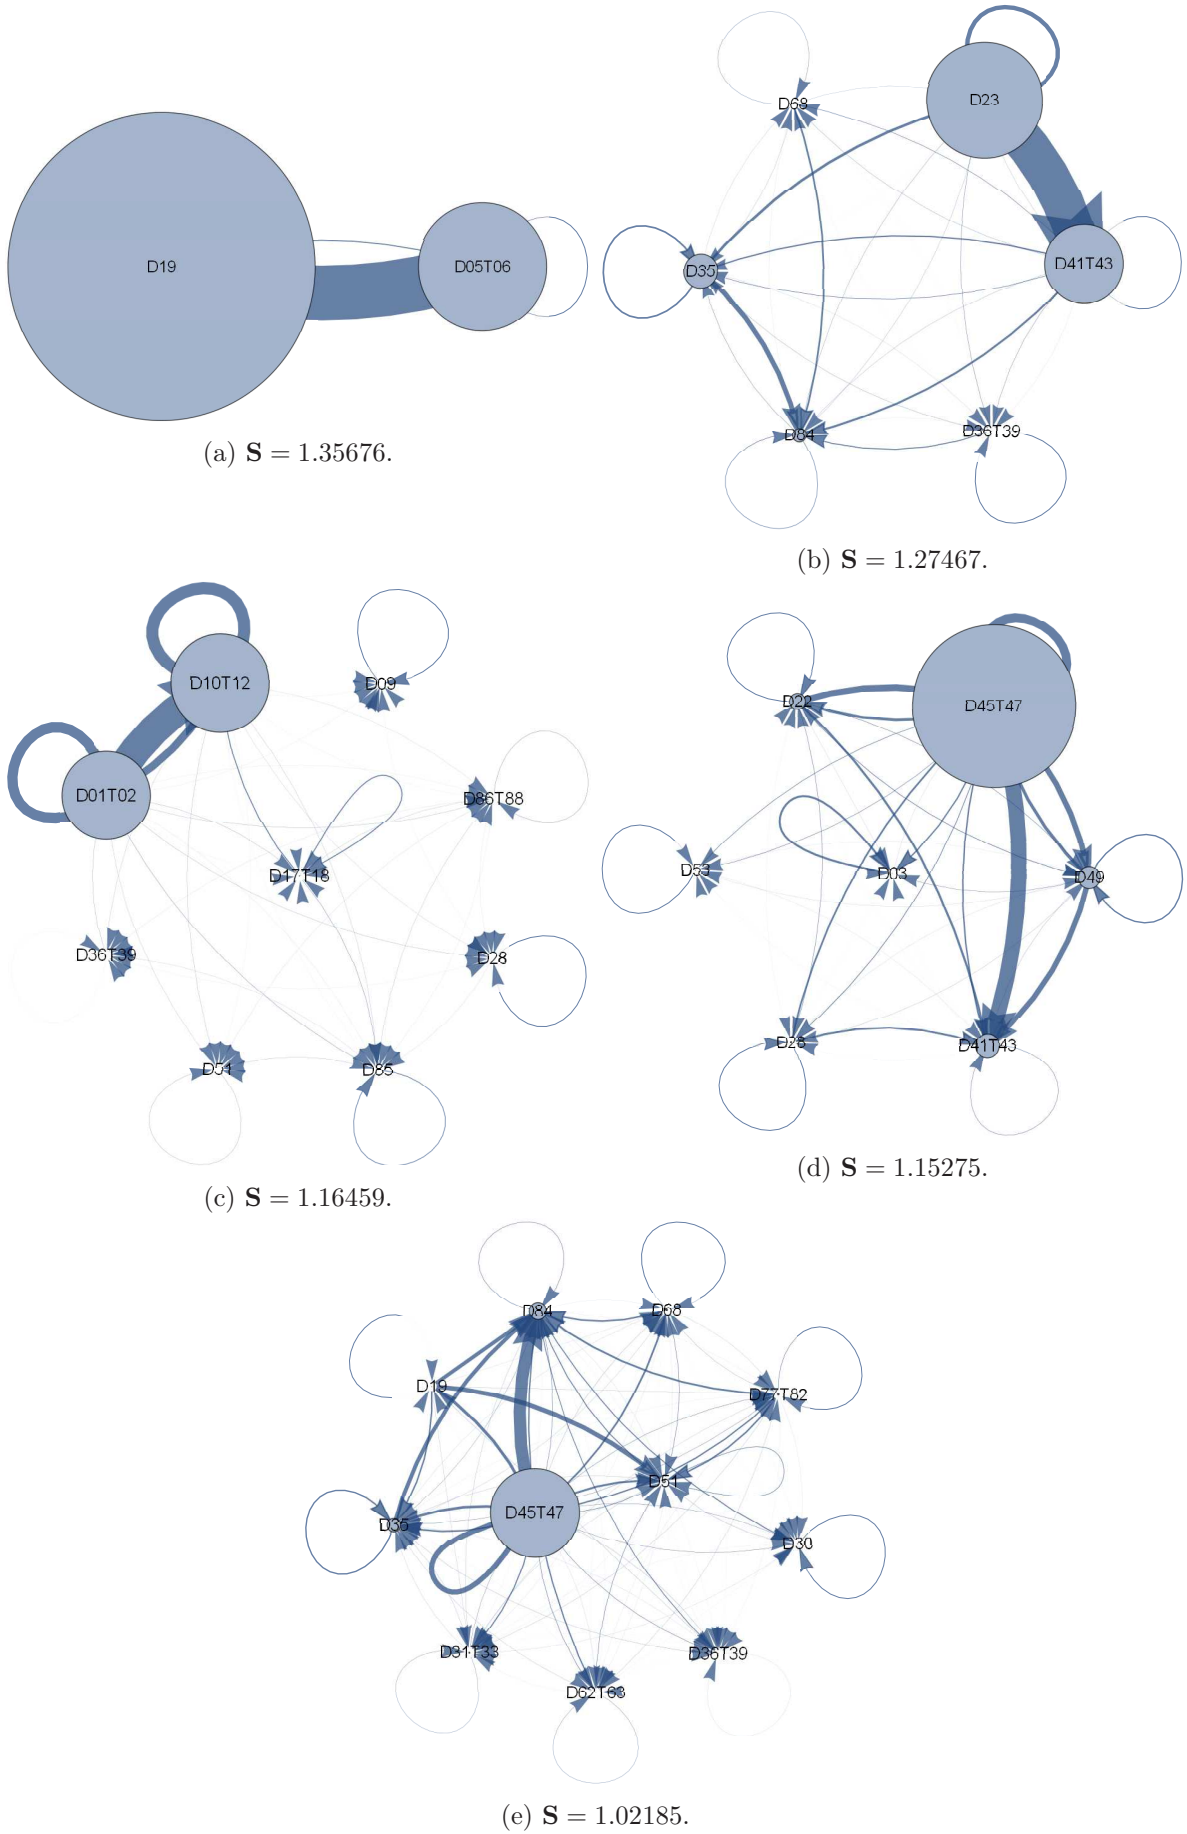 D19
D05T06
(a) S = 1.35676.
D68
D23
D35
D41T43
D84
D36T39
(b) S = 1.27467.
D10T12
D09
D01T02
D86T88
D17T18
D36T39
D28
D51
D85
(c) S = 1.16459.
D22
D45T47
D53
D03
D49
D28
D41T43
(d) S = 1.15275.
D84
D68
D19
D77T82
D51
D45T47
D35
D30
D31T33
D36T39
D62T63
(e) S = 1.02185.